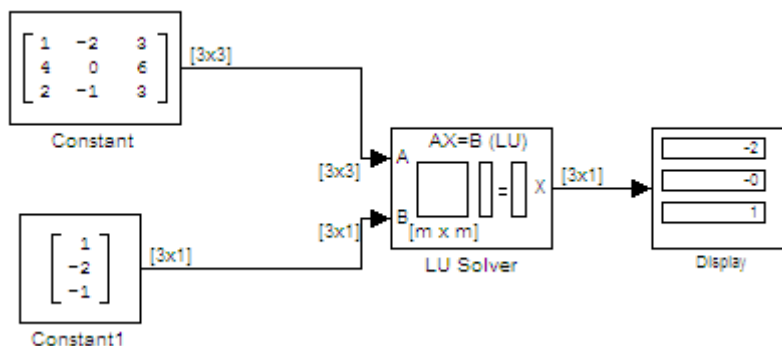 1 −2 3
4 0 6
2 −1 3
Constant
[3x3]
[3x3]
1
−2
−1
Constant1
[3x1]
[3x1]
AX=B (LU)
A
B
=
X
[m x m]
LU Solver
[3x1]
-2
-0
1
Display